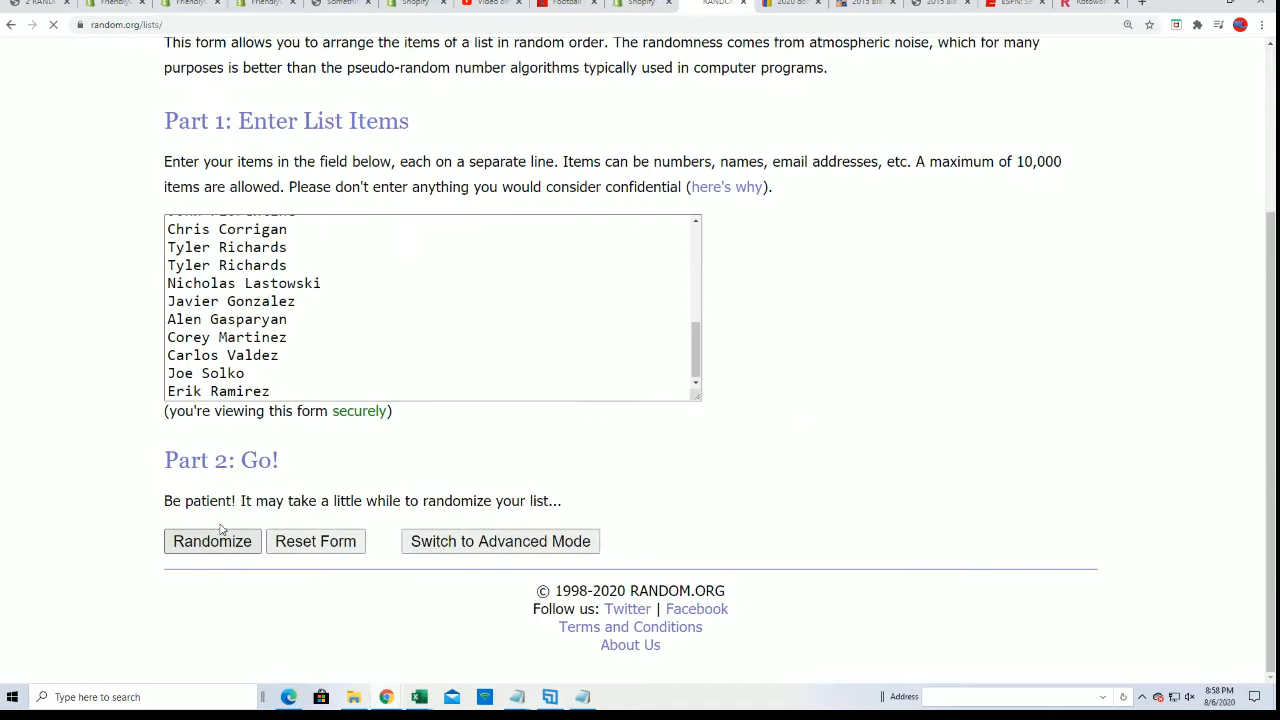 Shopify
Football
Shopify
random.org/lists/
This form allows you to arrange the items of a list in random order. The randomness comes from atmospheric noise, which for many
purposes is better than the pseudo-random number algorithms typically used in computer programs.
Part 1: Enter List Items
Enter your items in the field below, each on a separate line. Items can be numbers, names, email addresses, etc. A maximum of 10,000
items are allowed. Please don't enter anything you would consider confidential (here's why).
Chris Corrigan
Tyler Richards
Tyler Richards
Nicholas Lastowski
Javier Gonzalez
Alen Gasparyan
Corey Martinez
Carlos Valdez
Joe Solko
Erik Ramirez
(you're viewing this form securely)
Part 2: Go!
Be patient! It may take a little while to randomize your list...
Randomize Reset Form Switch to Advanced Mode
© 1998-2020 RANDOM.ORG
Follow us: Twitter | Facebook
Terms and Conditions
About Us
Type here to search
Address
8:58 PM
8/6/2020